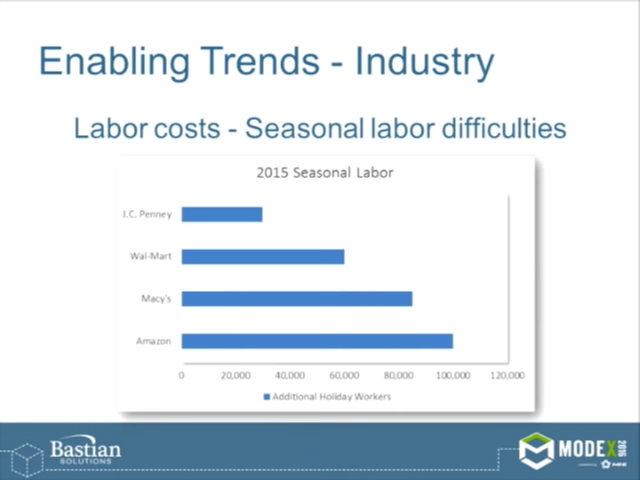 Enabling Trends - Industry
Labor costs - Seasonal labor difficulties
2015 Seasonal Labor
J.C. Penney
Wal-Mart
Macy's
Amazon
0 20,000 40,000 60,000 80,000 100,000 120,000
Additional Holiday Workers
Bastian
SOLUTIONS
MODEX 2016